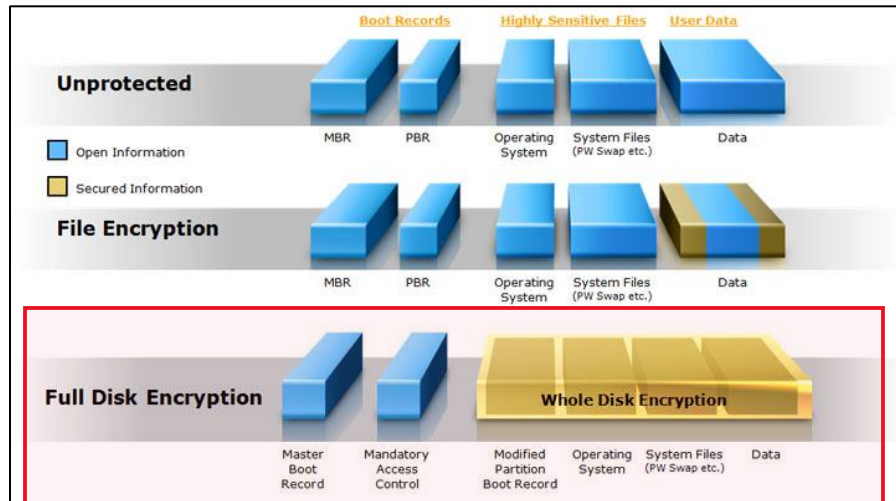 Boot Records Highly Sensitive Files User Data
Unprotected
MBR PBR Operating System System Files (PW Swap etc.) Data
Open Information
Secured Information
File Encryption
MBR PBR Operating System System Files (PW Swap etc.) Data
Full Disk Encryption
Whole Disk Encryption
Master Boot Record Mandatory Access Control Modified Partition Boot Record Operating System System Files (PW Swap etc.) Data